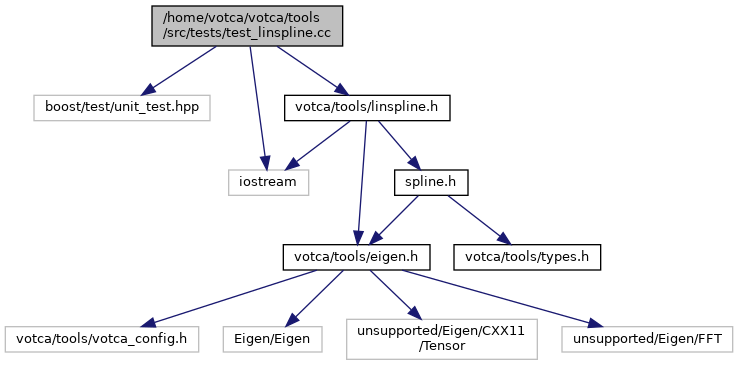 /home/votca/votca/tools
/src/tests/test_linspline.cc
boost/test/unit_test.hpp
votca/tools/linspline.h
iostream
spline.h
votca/tools/eigen.h
votca/tools/types.h
votca/tools/votca_config.h
Eigen/Eigen
unsupported/Eigen/CXX11
/Tensor
unsupported/Eigen/FFT